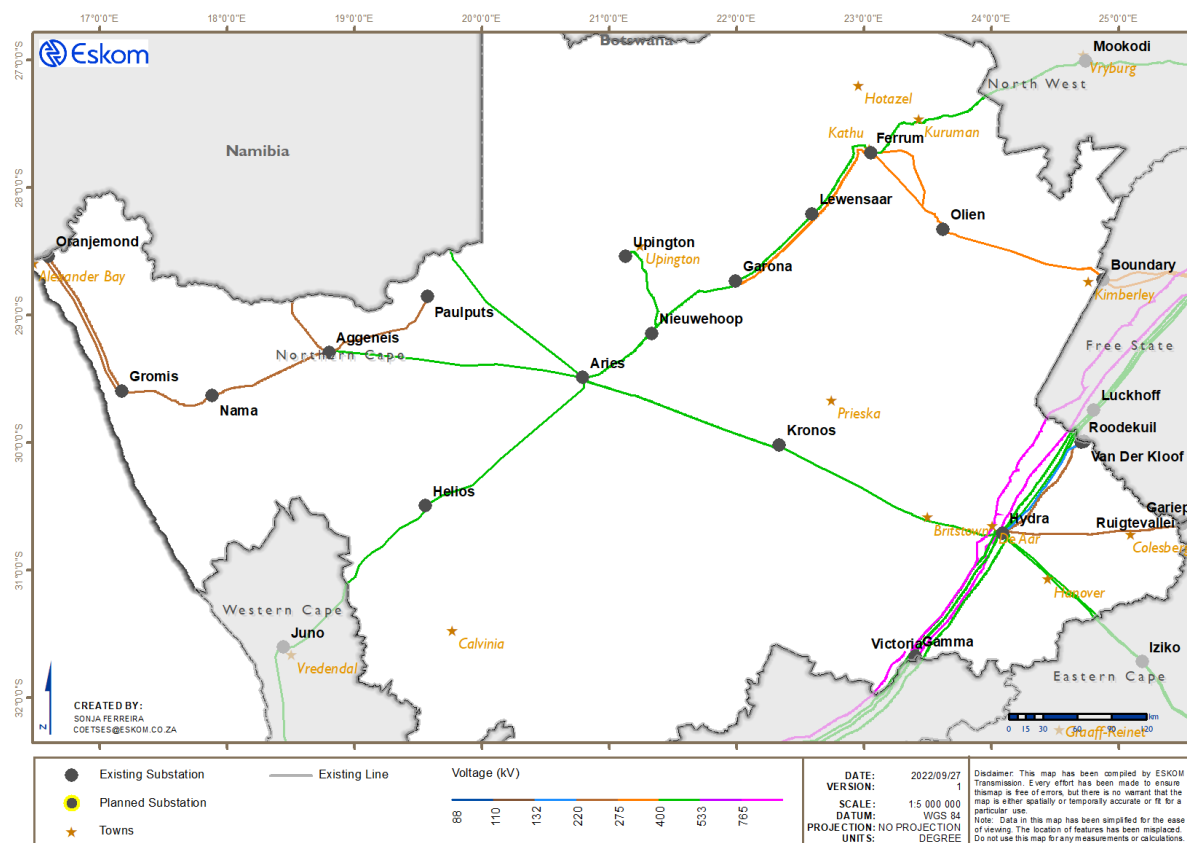 17°0'0"E 18°0'0"E 19°0'0"E 20°0'0"E 21°0'0"E 22°0'0"E 23°0'0"E 24°0'0"E 25°0'0"E
27°0'0"S
28°0'0"S
29°0'0"S
30°0'0"S
31°0'0"S
32°0'0"S
Eskom
Botswana
Mookodi
Vryburg
North West
Hotazel
Kathu
Ferrum
Kuruman
Namibia
Lewensaar
Olien
Oranjemond
Upington
Upington
Garona
Boundary
Alexander Bay
Kimberley
Paulputs
Nieuwehoop
Aggeneis
Northern Cape
Free State
Aries
Gromis
Nama
Prieska
Luckhoff
Roodekuil
Kronos
Van Der Kloof
Helios
Hydra
Gariep
Britstown
De Aar
Ruigtevallei
Colesberg
Hanover
Western Cape
Juno
Calvinia
Victoria
Gamma
Iziko
Vredendal
Eastern Cape
N
CREATED BY:
SONJA FERREIRA
COETSES@ESKOM.CO.ZA
km
0 15 30 60 90 120
Graaff-Reinet
Existing Substation
Existing Line
Planned Substation
Towns
Voltage (kV)
88 110 132 220 275 400 533 765
DATE: 2022/09/27
VERSION: 1
SCALE: 1:5 000 000
DATUM: WGS 84
PROJECTION: NO PROJECTION
UNITS: DEGREE
Disclaimer: This map has been compiled by ESKOM
Transmission. Every effort has been made to ensure
thismap is free of errors, but there is no warrant that the
map is either spatially or temporally accurate or fit for a
particular use.
Note: Data in this map has been simplified for the ease
of viewing. The location of features has been misplaced.
Do not use this map for any measurements or calculations.